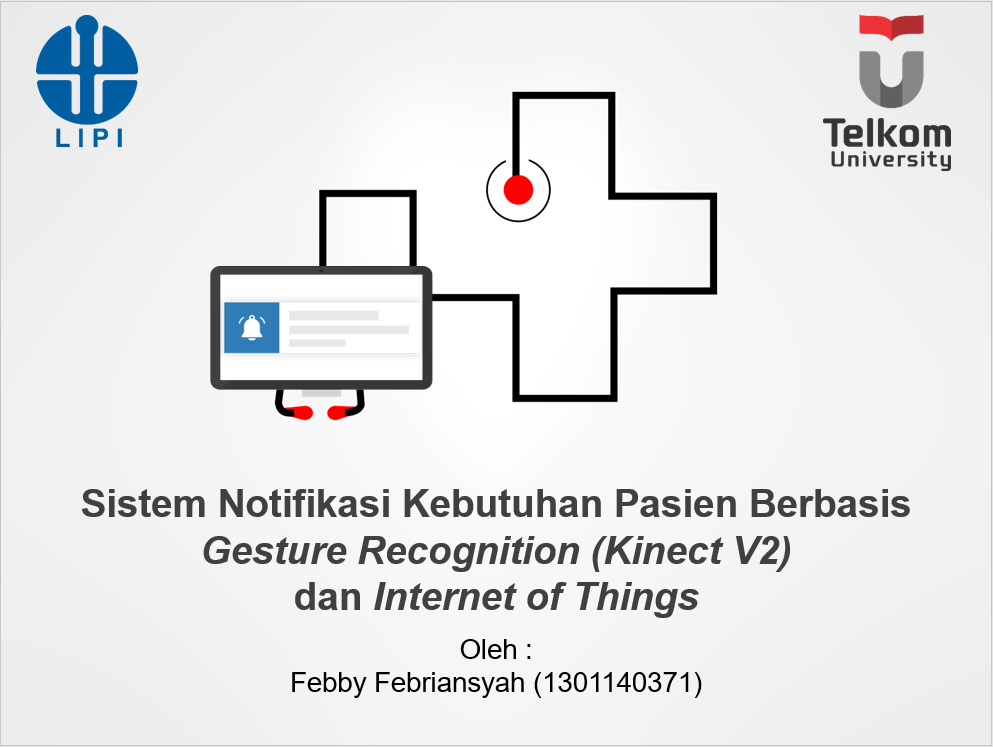 LIPI
Telkom
University
Sistem Notifikasi Kebutuhan Pasien Berbasis
Gesture Recognition (Kinect V2)
dan Internet of Things
Oleh :
Febby Febriansyah (1301140371)